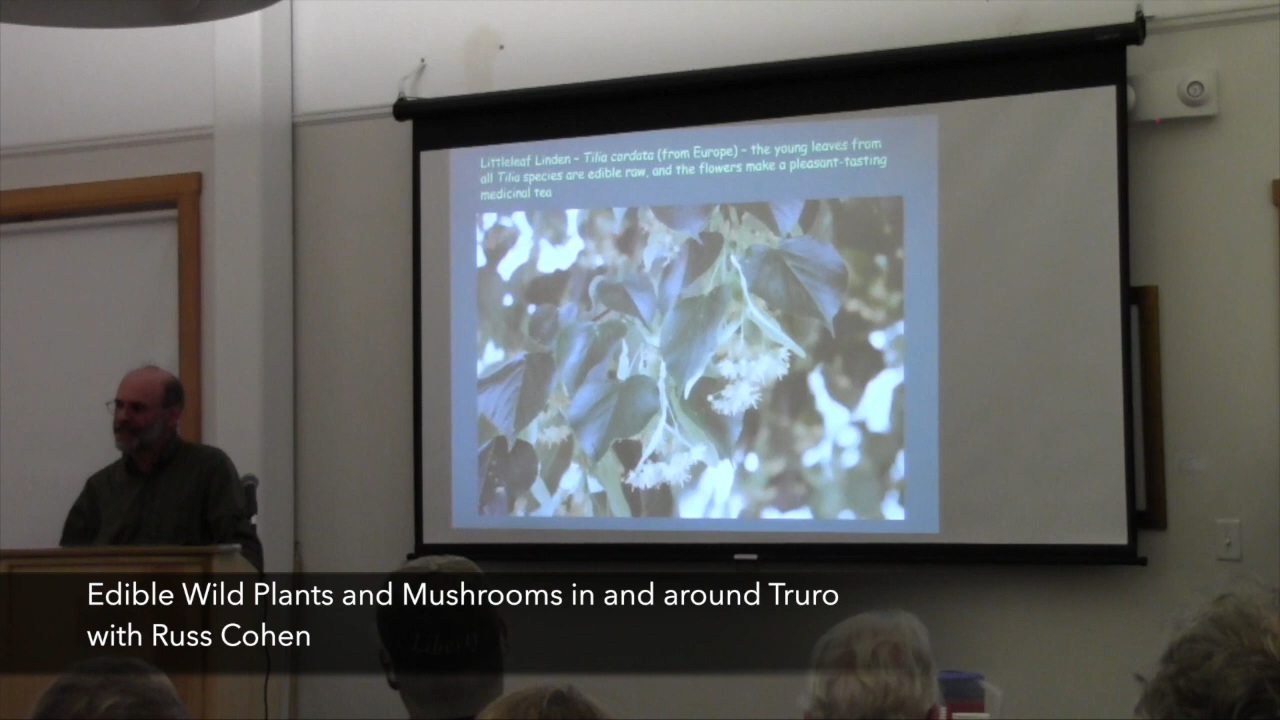 Littleleaf Linden - Tilia cordata (from Europe) - the young leaves from
all Tilia species are edible raw, and the flowers make a pleasant-tasting
medicinal tea
Edible Wild Plants and Mushrooms in and around Truro
with Russ Cohen
Liberty